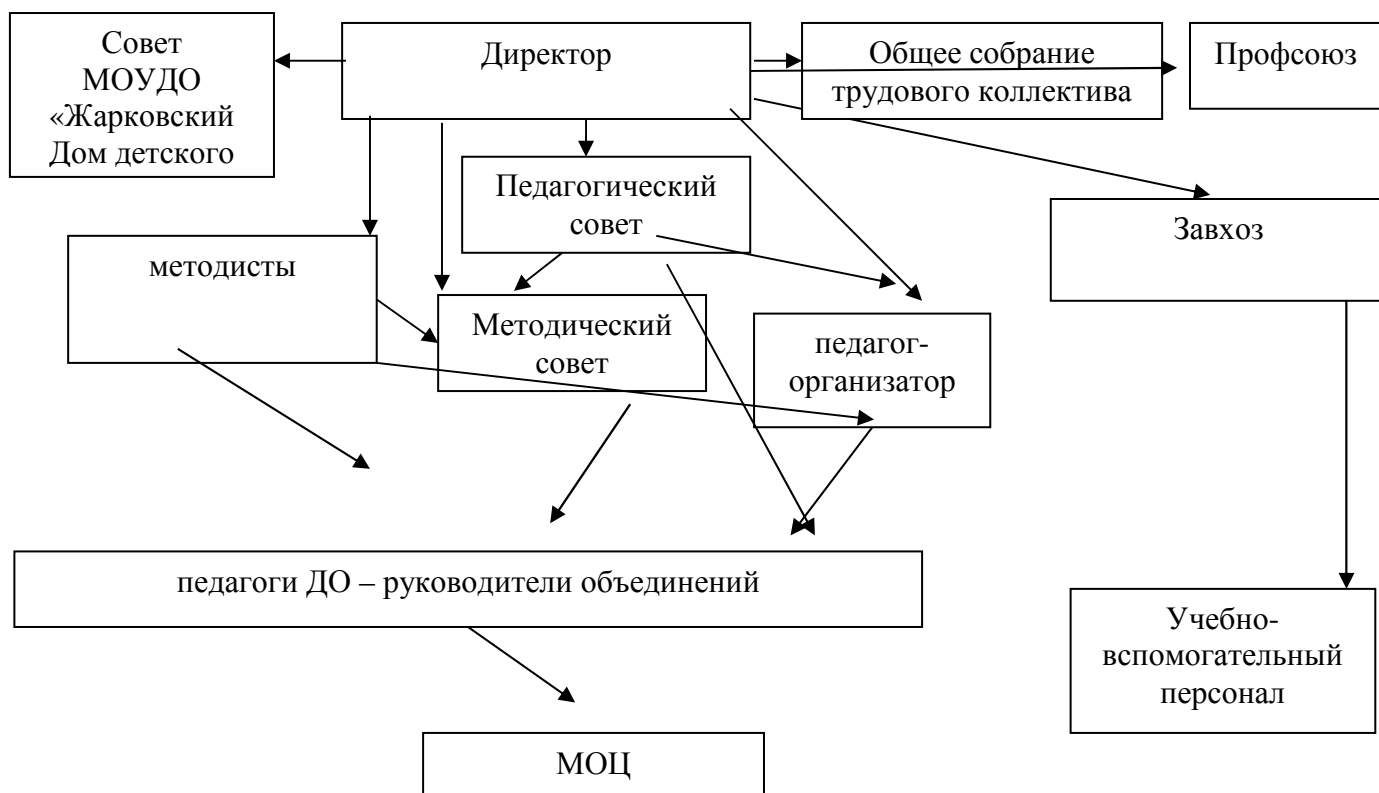 Совет
МОУДО
«Жарковский
Дом детского
Директор
Общее собрание
трудового коллектива
Профсоюз
Педагогический
совет
Завхоз
методисты
Методический
совет
педагог-
организатор
педагоги ДО – руководители объединений
Учебно-
вспомогательный
персонал
МОЦ